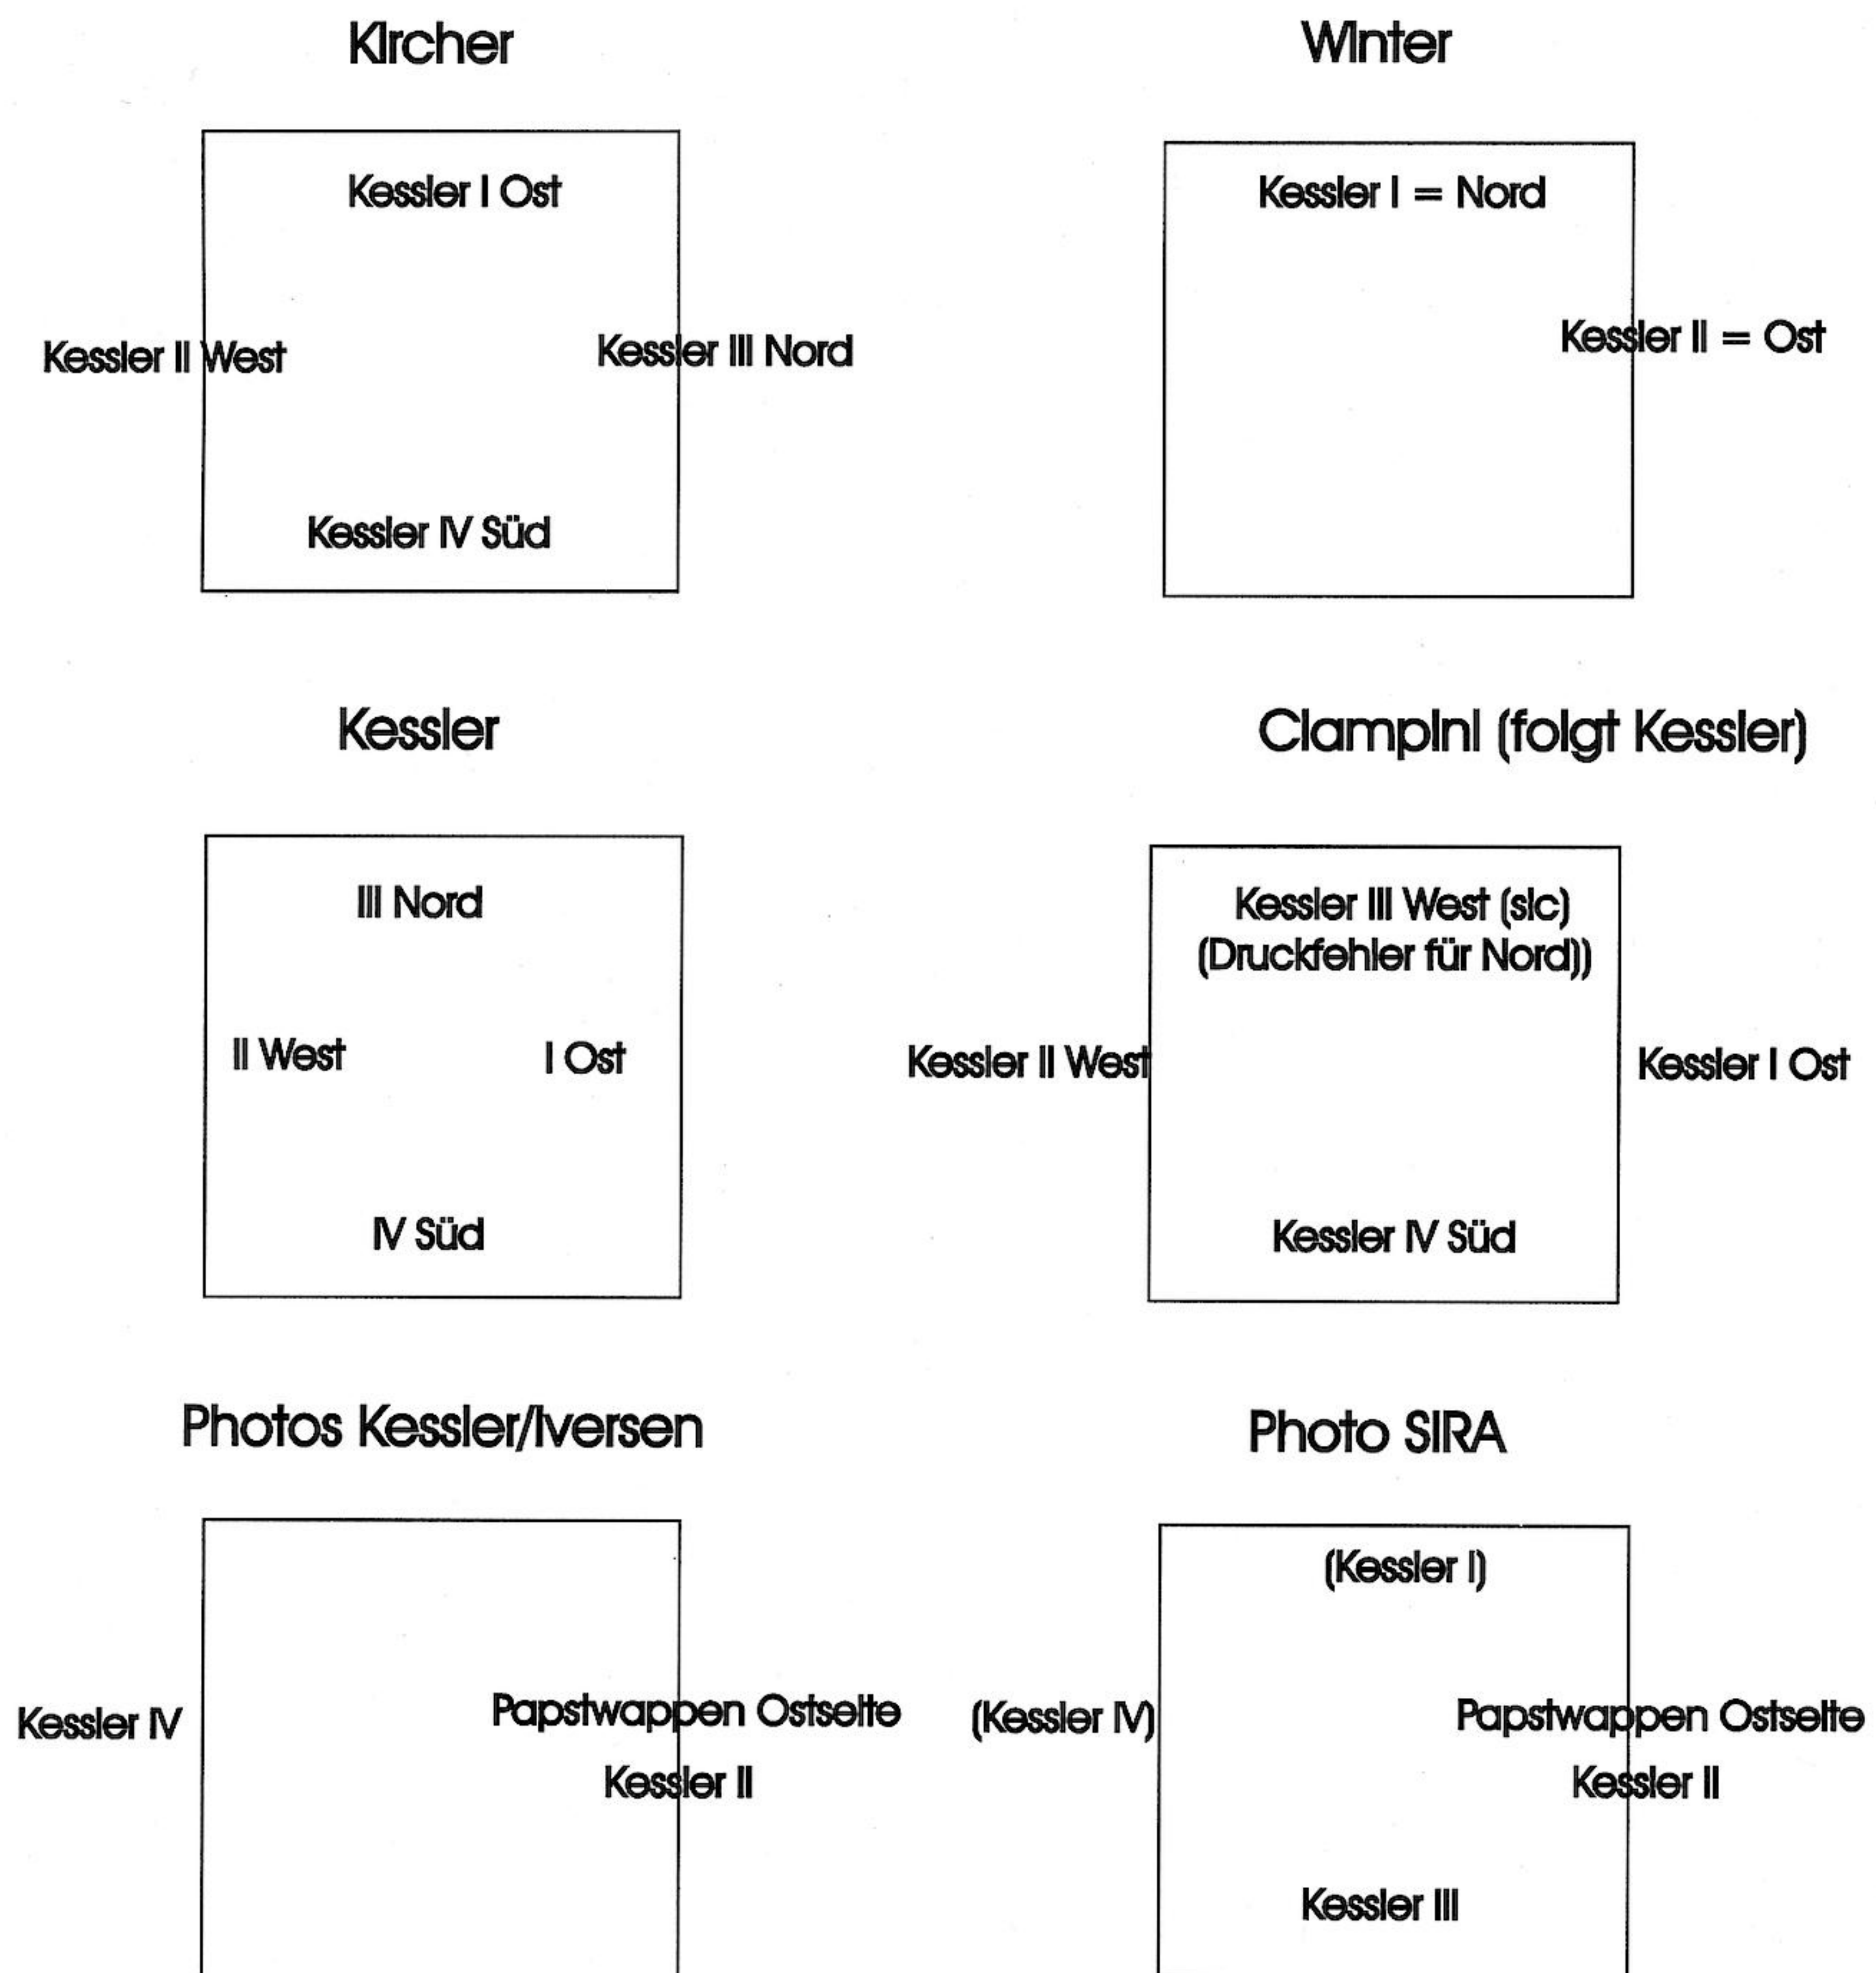 Kircher
Kessler I Ost
Kessler II West
Kessler III Nord
Kessler IV Süd
Winter
Kessler I = Nord
Kessler II = Ost
Kessler
III Nord
II West
I Ost
IV Süd
Ciampini (folgt Kessler)
Kessler III West (sic)
(Druckfehler für Nord))
Kessler II West
Kessler I Ost
Kessler IV Süd
Photos Kessler/Iversen
Kessler IV
Papstwappen Ostseite
Kessler II
Photo SIRA
(Kessler I)
(Kessler IV)
Papstwappen Ostseite
Kessler II
Kessler III